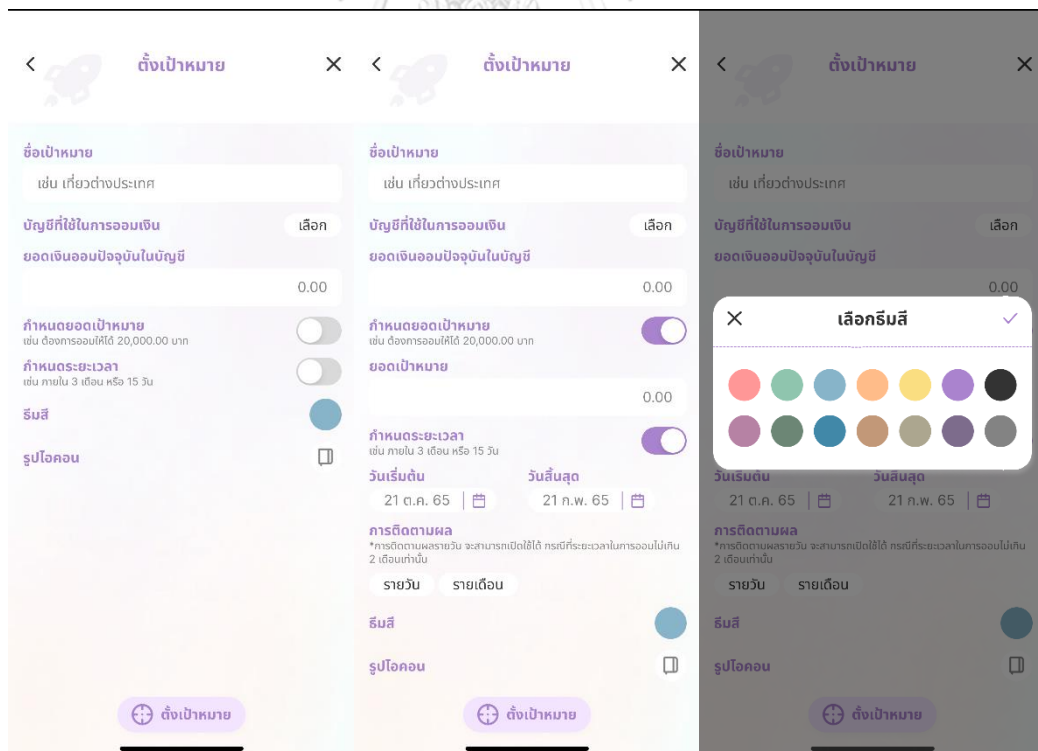 ตั้งเป้าหมาย
ชื่อเป้าหมาย
เช่น เที่ยวต่างประเทศ
บัญชีที่ใช้ในการออมเงิน เลือก
ยอดเงินออมปัจจุบันในบัญชี
0.00
กำหนดยอดเป้าหมาย
เช่น ต้องการออมให้ได้ 20,000.00 บาท
กำหนดระยะเวลา
เช่น ภายใน 3 เดือน หรือ 15 วัน
ธีมสี
รูปไอคอน
ตั้งเป้าหมาย
ตั้งเป้าหมาย
ชื่อเป้าหมาย
เช่น เที่ยวต่างประเทศ
บัญชีที่ใช้ในการออมเงิน เลือก
ยอดเงินออมปัจจุบันในบัญชี
0.00
กำหนดยอดเป้าหมาย
เช่น ต้องการออมให้ได้ 20,000.00 บาท
ยอดเป้าหมาย
0.00
กำหนดระยะเวลา
เช่น ภายใน 3 เดือน หรือ 15 วัน
วันเริ่มต้น วันสิ้นสุด
21 ต.ค. 65 21 ก.พ. 65
การติดตามผล
*การติดตามผลรายวัน จะสามารถเปิดใช้ได้ กรณีที่ระยะเวลาในการออมไม่เกิน
2 เดือนเท่านั้น
รายวัน รายเดือน
ธีมสี
รูปไอคอน
ตั้งเป้าหมาย
ตั้งเป้าหมาย
ชื่อเป้าหมาย
เช่น เที่ยวต่างประเทศ
บัญชีที่ใช้ในการออมเงิน เลือก
ยอดเงินออมปัจจุบันในบัญชี
0.00
เลือกธีมสี
วันเริ่มต้น วันสิ้นสุด
21 ต.ค. 65 21 ก.พ. 65
การติดตามผล
*การติดตามผลรายวัน จะสามารถเปิดใช้ได้ กรณีที่ระยะเวลาในการออมไม่เกิน
2 เดือนเท่านั้น
รายวัน รายเดือน
ธีมสี
รูปไอคอน
ตั้งเป้าหมาย